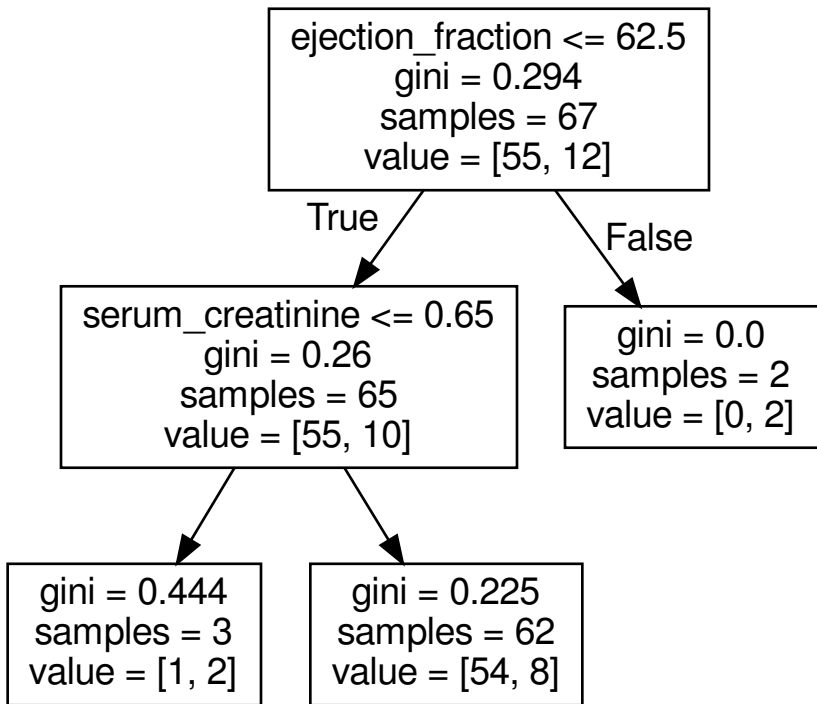 ejection_fraction <= 62.5
gini = 0.294
samples = 67
value = [55, 12]
True
False
serum_creatinine <= 0.65
gini = 0.26
samples = 65
value = [55, 10]
gini = 0.0
samples = 2
value = [0, 2]
gini = 0.444
samples = 3
value = [1, 2]
gini = 0.225
samples = 62
value = [54, 8]